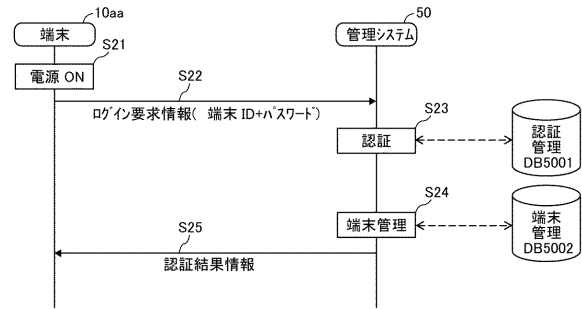 10aa
端末
50
管理システム
S21
電源 ON
S22
ログイン要求情報( 端末 ID+パスワード)
S23
認証
認証
管理
DB5001
S24
端末管理
端末
管理
DB5002
S25
認証結果情報